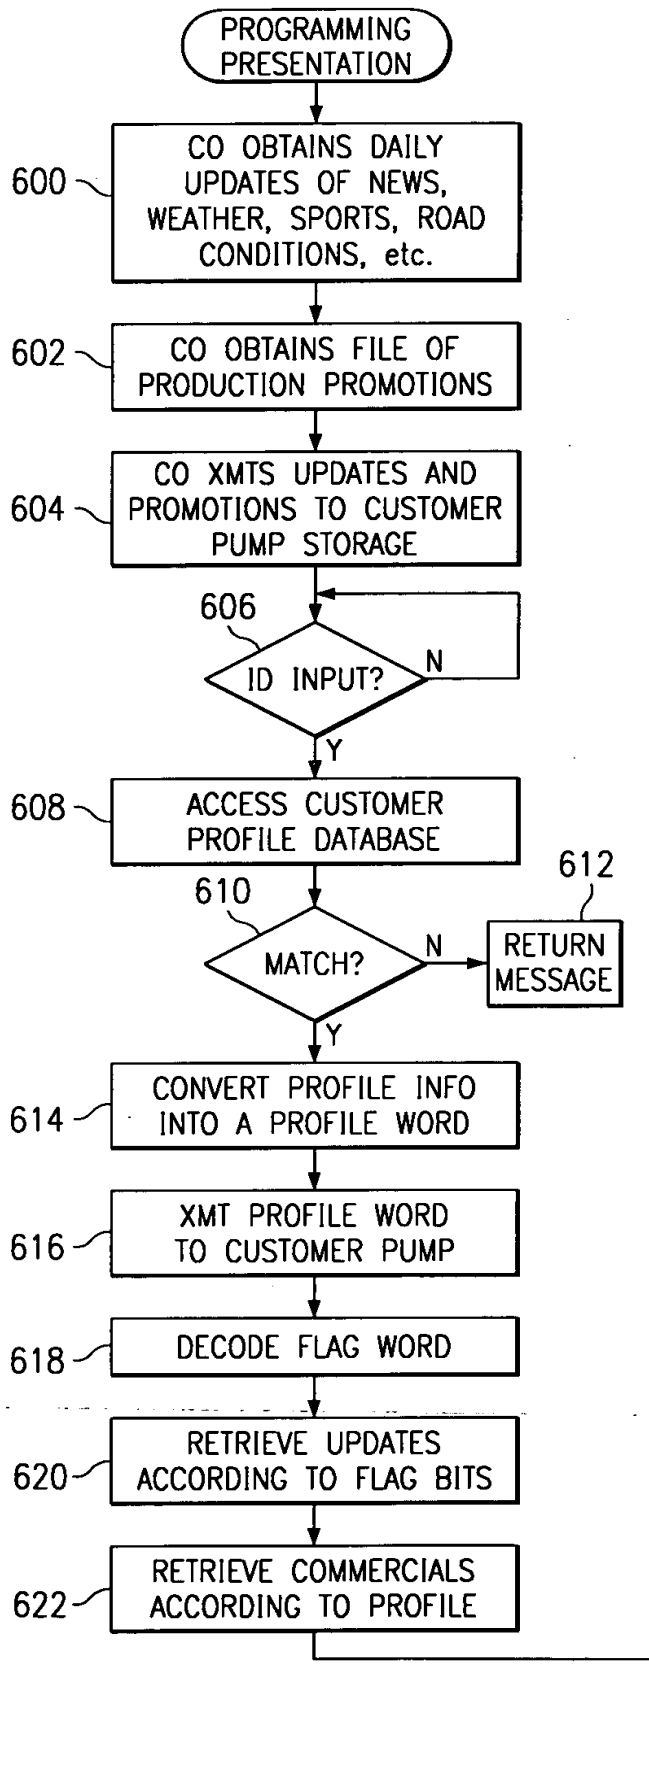 PROGRAMMING
PRESENTATION
600
CO OBTAINS DAILY
UPDATES OF NEWS,
WEATHER, SPORTS, ROAD
CONDITIONS, etc.
602
CO OBTAINS FILE OF
PRODUCTION PROMOTIONS
604
CO XMTS UPDATES AND
PROMOTIONS TO CUSTOMER
PUMP STORAGE
606
ID INPUT?
N
Y
608
ACCESS CUSTOMER
PROFILE DATABASE
610
MATCH?
N
Y
612
RETURN
MESSAGE
614
CONVERT PROFILE INFO
INTO A PROFILE WORD
616
XMT PROFILE WORD
TO CUSTOMER PUMP
618
DECODE FLAG WORD
620
RETRIEVE UPDATES
ACCORDING TO FLAG BITS
622
RETRIEVE COMMERCIALS
ACCORDING TO PROFILE